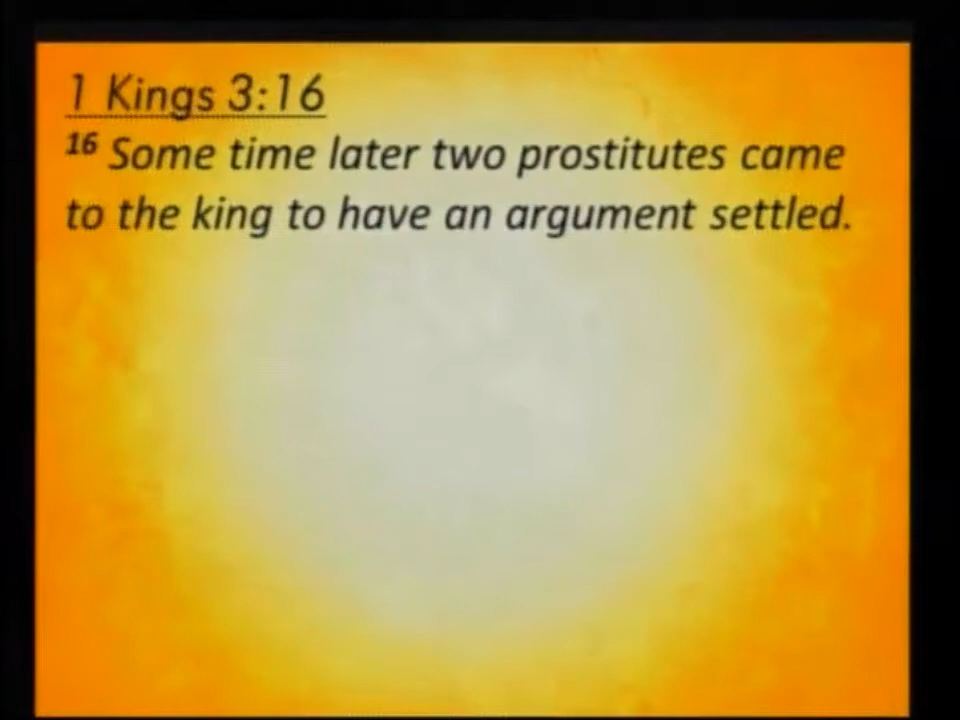 1 Kings 3:16
16 Some time later two prostitutes came
to the king to have an argument settled.